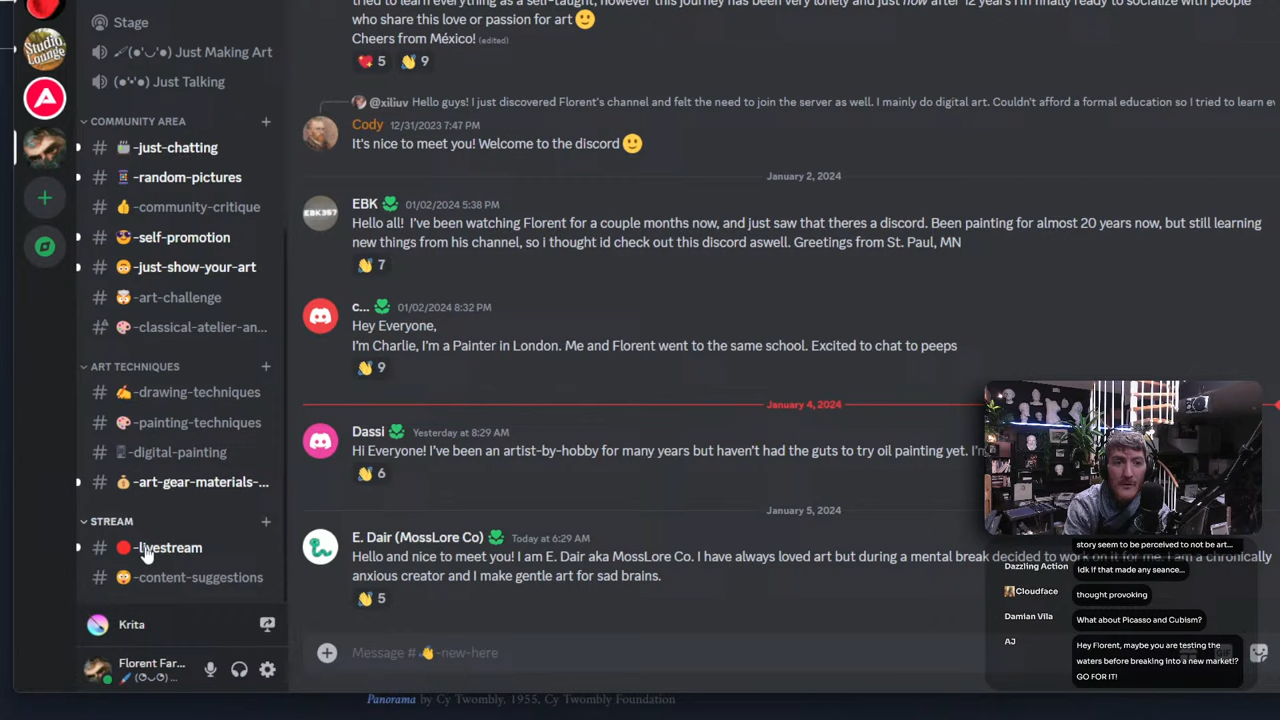 tried to learn everything as a self-taught, however this journey has been very lonely and just now after 12 years I'm finally ready to socialize with people
who share this love or passion for art 🙂
Cheers from México! (edited)
5 9
Studio Lounge
Stage
🖌(●'◡'●) Just Making Art
(●'•'●) Just Talking
COMMUNITY AREA
-just-chatting
-random-pictures
-community-critique
-self-promotion
-just-show-your-art
-art-challenge
-classical-atelier-an...
ART TECHNIQUES
-drawing-techniques
-painting-techniques
-digital-painting
-art-gear-materials-...
STREAM
-livestream
-content-suggestions
Krita
Florent Far...
@xiliuv Hello guys! I just discovered Florent's channel and felt the need to join the server as well. I mainly do digital art. Couldn't afford a formal education so I tried to learn
Cody 12/31/2023 7:47 PM
It's nice to meet you! Welcome to the discord 🙂
January 2, 2024
EBK357
EBK 01/02/2024 5:38 PM
Hello all! I've been watching Florent for a couple months now, and just saw that theres a discord. Been painting for almost 20 years now, but still learning
new things from his channel, so i thought id check out this discord aswell. Greetings from St. Paul, MN
7
c... 01/02/2024 8:32 PM
Hey Everyone,
I'm Charlie, I'm a Painter in London. Me and Florent went to the same school. Excited to chat to peeps
9
January 4, 2024
Dassi Yesterday at 8:29 AM
Hi Everyone! I've been an artist-by-hobby for many years but haven't had the guts to try oil painting yet.
6
January 5, 2024
E. Dair (MossLore Co) Today at 6:29 AM
Hello and nice to meet you! I am E. Dair aka MossLore Co. I have always loved art but during a mental break decided to work on it for me. I am a chronically
anxious creator and I make gentle art for sad brains.
5
Message # 👋-new-here
story seem to be perceived to not be art...
Dazzling Action Idk if that made any seance...
Cloudface thought provoking
Damian Vila What about Picasso and Cubism?
AJ Hey Florent, maybe you are testing the
waters before breaking into a new market!?
GO FOR IT!
Panorama by Cy Twombly, 1955, Cy Twombly Foundation